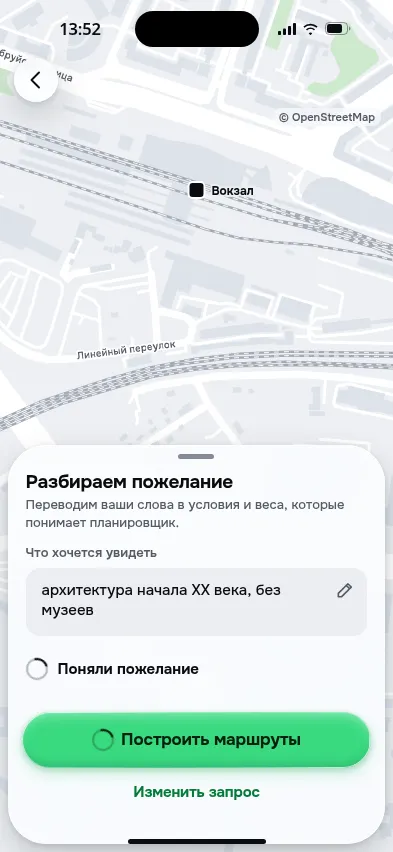 13:52
© OpenStreetMap
Вокзал
Линейный переулок
Разбираем пожелание
Переводим ваши слова в условия и веса, которые
понимает планировщик.
Что хочется увидеть
архитектура начала XX века, без
музеев
Поняли пожелание
Построить маршруты
Изменить запрос